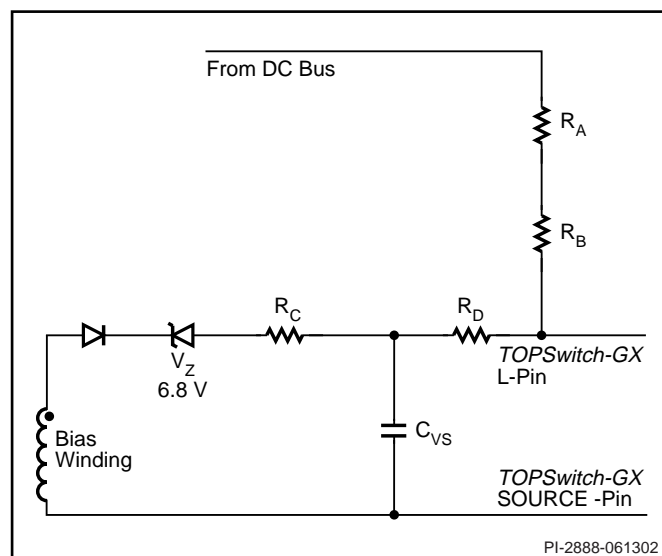 From DC Bus
R_A
R_B
R_C
R_D
V_Z
6.8 V
TOPSwitch-GX
L-Pin
Bias
Winding
C_VS
TOPSwitch-GX
SOURCE -Pin
PI-2888-061302